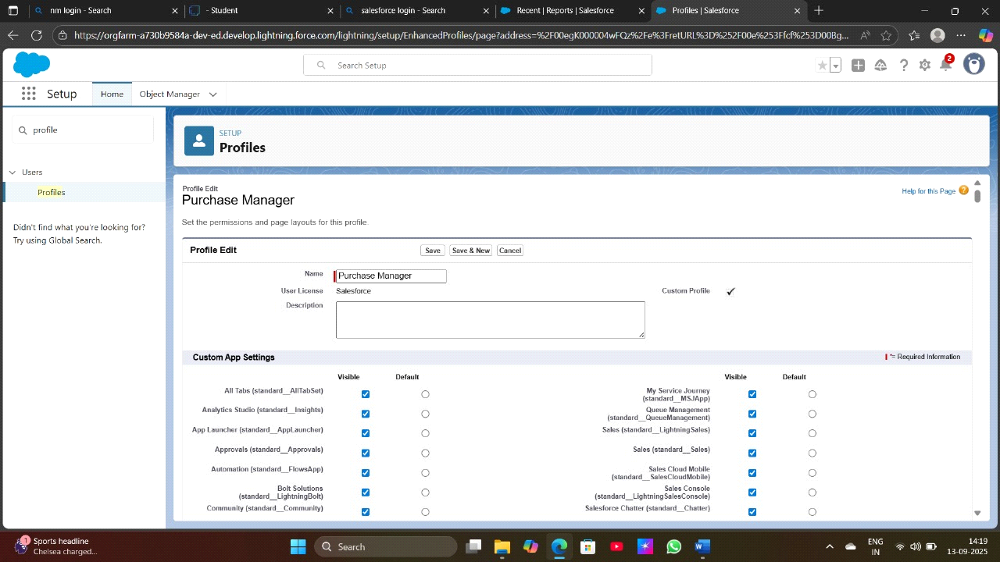 nm login - Search
- Student
salesforce login - Search
Recent | Reports | Salesforce
Profiles | Salesforce
https://orgfarm-a730b9584a-dev-ed.develop.lightning.force.com/lightning/setup/EnhancedProfiles/page?address=%2F00egK000004wFQz%2Fe%3FretURL%3D%252F00e%253Ffcf%253D00Bg...
Search Setup
2
Setup
Home
Object Manager
profile
Users
Profiles
Didn't find what you're looking for?
Try using Global Search.
SETUP
Profiles
Profile Edit
Purchase Manager
Help for this Page
Set the permissions and page layouts for this profile.
Profile Edit
Save
Save & New
Cancel
Name
Purchase Manager
User License
Salesforce
Custom Profile
Description
Custom App Settings
= Required Information
Visible
Default
Visible
Default
All Tabs (standard__AllTabSet)
My Service Journey
(standard__MSJApp)
Analytics Studio (standard__Insights)
Queue Management
(standard__QueueManagement)
App Launcher (standard__AppLauncher)
Sales (standard__LightningSales)
Approvals (standard__Approvals)
Sales (standard__Sales)
Automation (standard__FlowsApp)
Sales Cloud Mobile
(standard__SalesCloudMobile)
Bolt Solutions
(standard__LightningBolt)
Sales Console
(standard__LightningSalesConsole)
Community (standard__Community)
Salesforce Chatter (standard__Chatter)
1
Sports headline
Chelsea charged...
Search
ENG
IN
14:19
13-09-2025